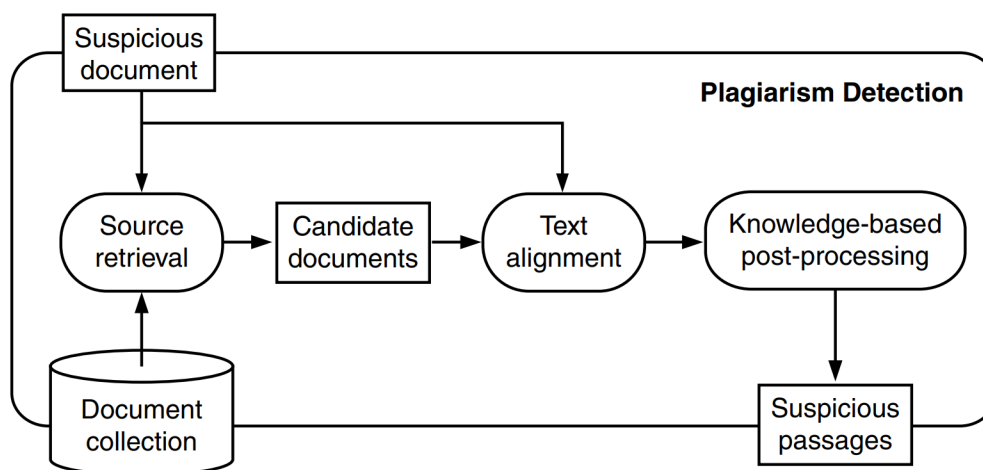 Suspicious
document
Plagiarism Detection
Source
retrieval
Candidate
documents
Text
alignment
Knowledge-based
post-processing
Document
collection
Suspicious
passages